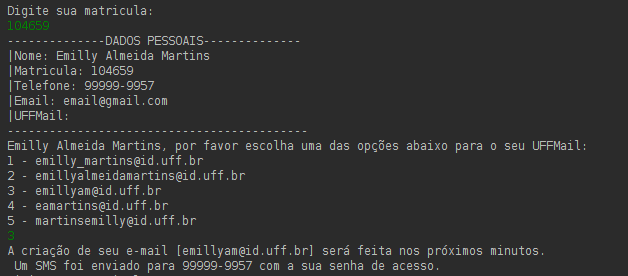 Digite sua matricula:
104659
--------------DADOS PESSOAIS--------------
|Nome: Emilly Almeida Martins
|Matricula: 104659
|Telefone: 99999-9957
|Email: email@gmail.com
|UFFMail:
-------------------------------------------
Emilly Almeida Martins, por favor escolha uma das opções abaixo para o seu UFFMail:
1 - emilly_martins@id.uff.br
2 - emillyalmeidamartins@id.uff.br
3 - emillyam@id.uff.br
4 - eamartins@id.uff.br
5 - martinsemilly@id.uff.br
3
A criação de seu e-mail [emillyam@id.uff.br] será feita nos próximos minutos.
Um SMS foi enviado para 99999-9957 com a sua senha de acesso.